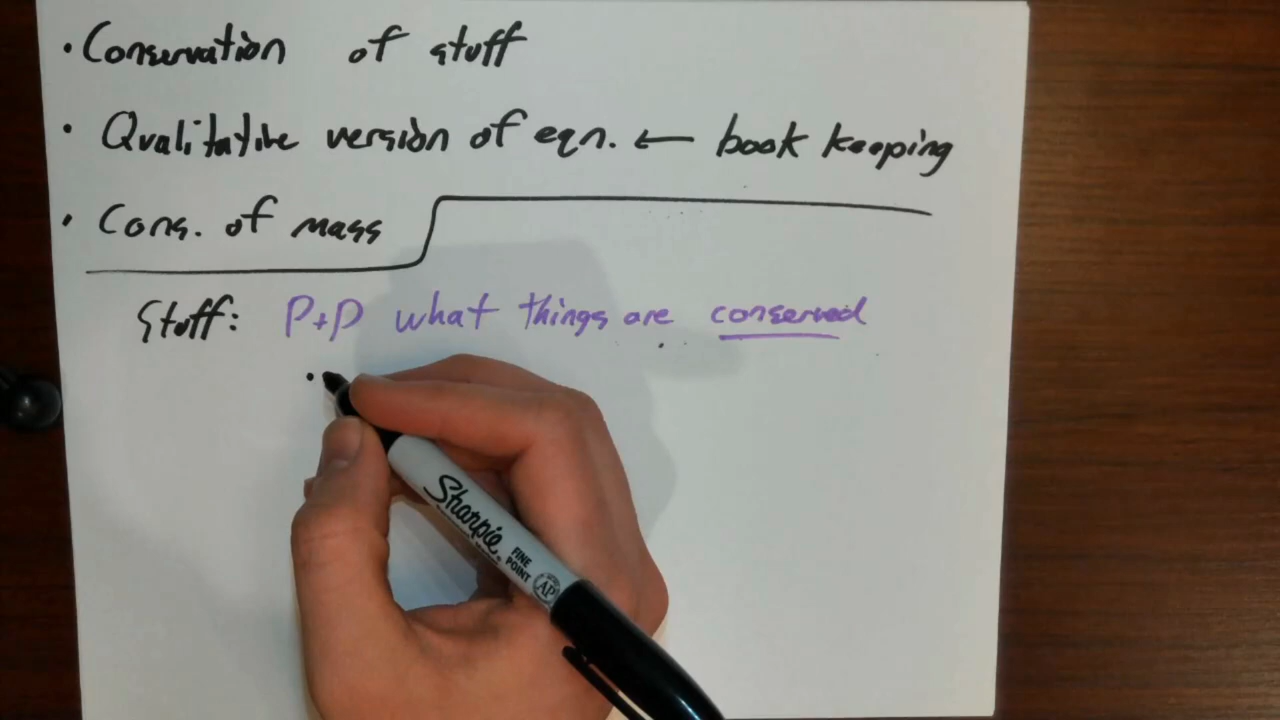 • Conservation of stuff
• Qualitative version of eqn. ← book keeping
• Cons. of mass
Stuff: P+P what things are conserved
•
Sharpie.
FINE
POINT
AP